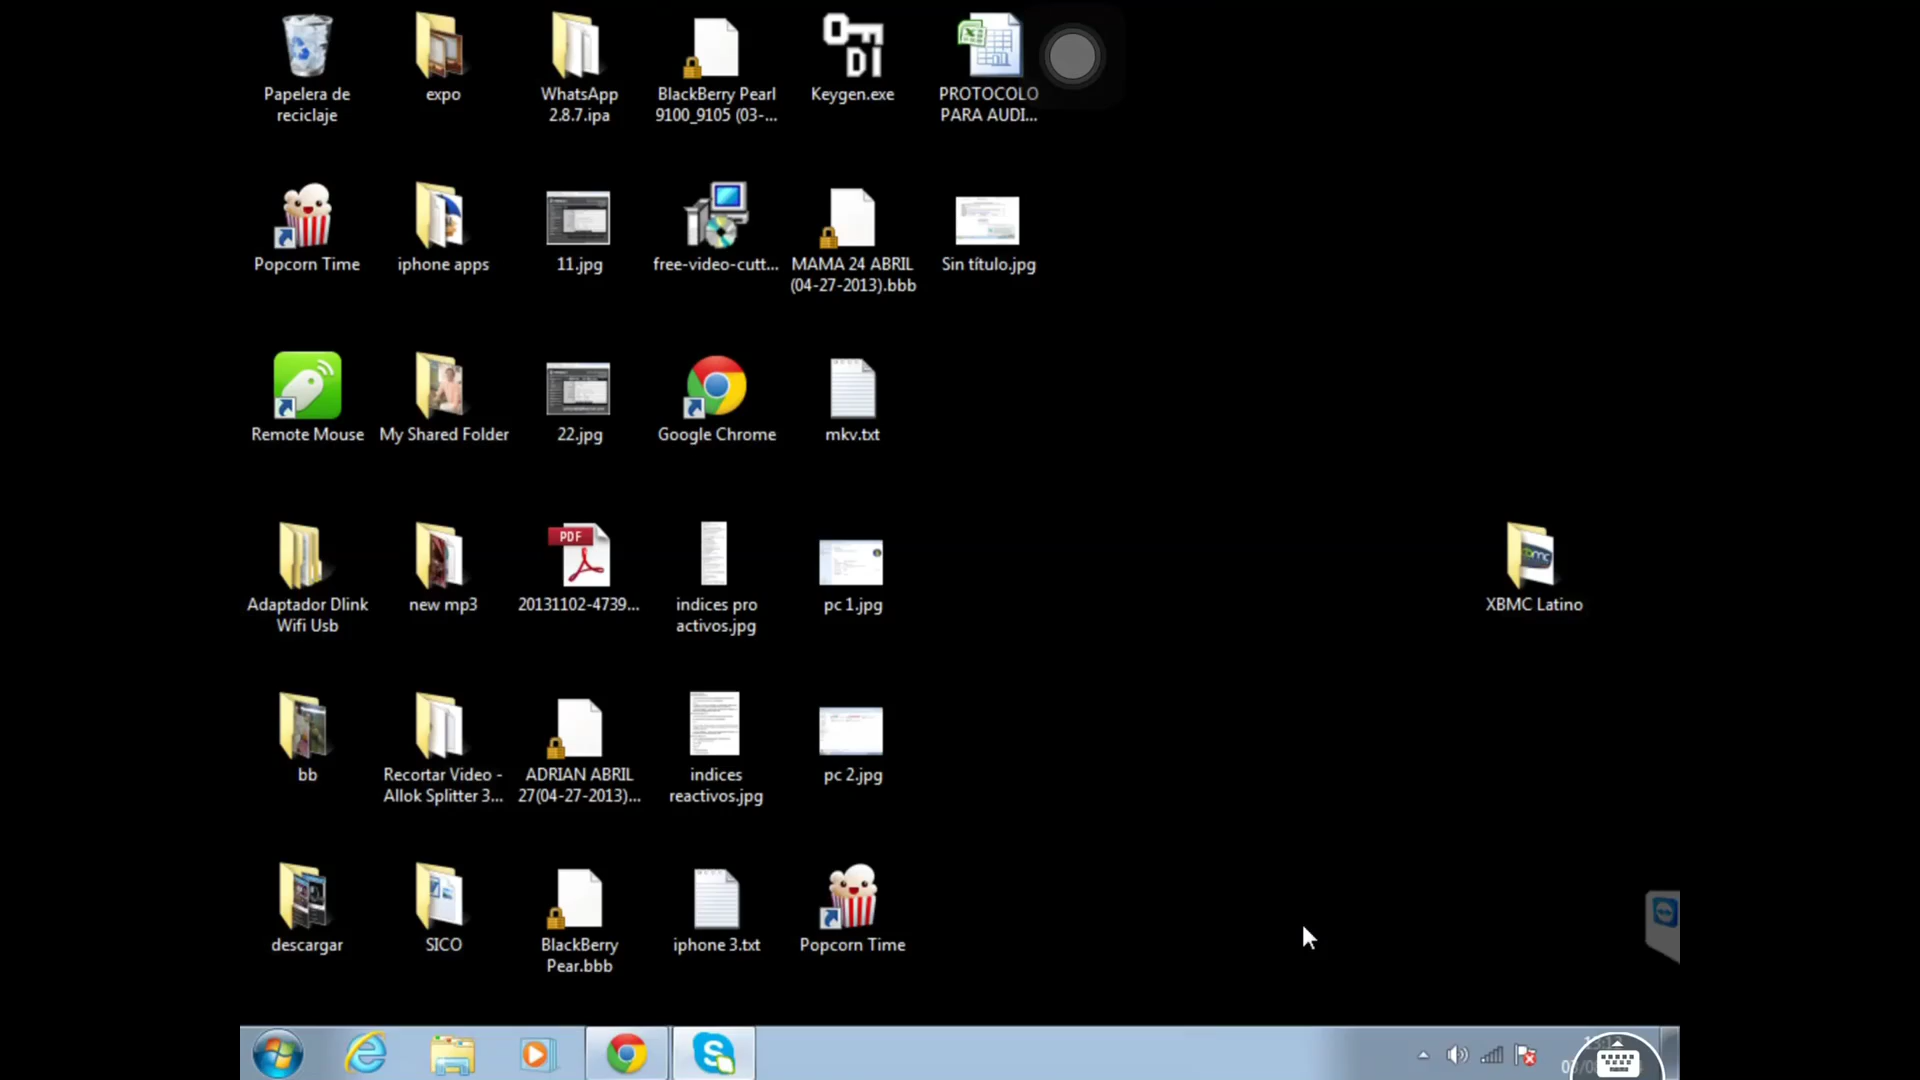 Papelera de
reciclaje
expo
WhatsApp
2.8.7.ipa
BlackBerry Pearl
9100_9105 (03-...
Keygen.exe
PROTOCOLO
PARA AUDI...
Popcorn Time
iphone apps
11.jpg
free-video-cutt...
MAMA 24 ABRIL
(04-27-2013).bbb
Sin título.jpg
Remote Mouse
My Shared Folder
22.jpg
Google Chrome
mkv.txt
Adaptador Dlink
Wifi Usb
new mp3
PDF
20131102-4739...
indices pro
activos.jpg
pc 1.jpg
XBMC Latino
bb
Recortar Video -
Allok Splitter 3...
ADRIAN ABRIL
27(04-27-2013)...
indices
reactivos.jpg
pc 2.jpg
descargar
SICO
BlackBerry
Pear.bbb
iphone 3.txt
Popcorn Time